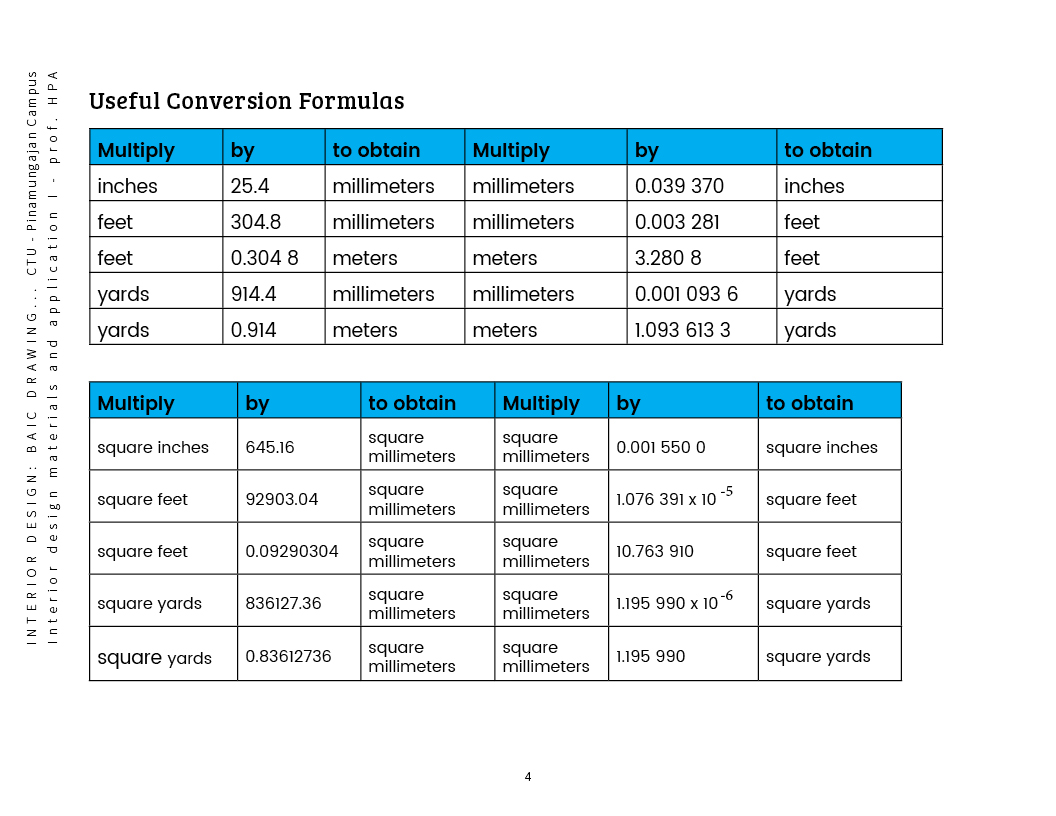 INTERIOR DESIGN: BAIC DRAWING... CTU - Pinamungajan Campus
Interior design materials and application I - prof. HPA
Useful Conversion Formulas
Multiply by to obtain Multiply by to obtain
inches 25.4 millimeters millimeters 0.039 370 inches
feet 304.8 millimeters millimeters 0.003 281 feet
feet 0.304 8 meters meters 3.280 8 feet
yards 914.4 millimeters millimeters 0.001 093 6 yards
yards 0.914 meters meters 1.093 613 3 yards
Multiply by to obtain Multiply by to obtain
square inches 645.16 square millimeters square millimeters 0.001 550 0 square inches
square feet 92903.04 square millimeters square millimeters 1.076 391 x 10 -5 square feet
square feet 0.09290304 square millimeters square millimeters 10.763 910 square feet
square yards 836127.36 square millimeters square millimeters 1.195 990 x 10 -6 square yards
square yards 0.83612736 square millimeters square millimeters 1.195 990 square yards
4